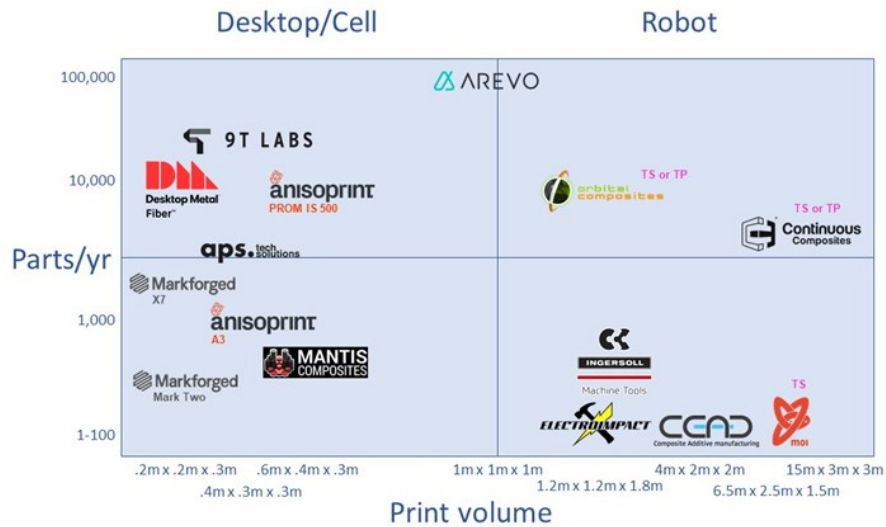 Desktop/Cell
Robot
100,000
AREVO
9T LABS
10,000
Desktop Metal
Fiber™
anisoprint
PROM IS 500
TS or TP
orbital
composites
TS or TP
Continuous
Composites
aps. tech
solutions
Parts/yr
Markforged
X7
1,000
anisoprint
A3
MANTIS
COMPOSITES
INGERSOLL
Machine Tools
Markforged
Mark Two
TS
ELECTROIMPACT
CEAD
Composite Additive manufacturing
moi
1-100
.2m x .2m x .3m
.6m x .4m x .3m
1m x 1m x 1m
4m x 2m x 2m
15m x 3m x 3m
.4m x .3m x .3m
1.2m x 1.2m x 1.8m
6.5m x 2.5m x 1.5m
Print volume